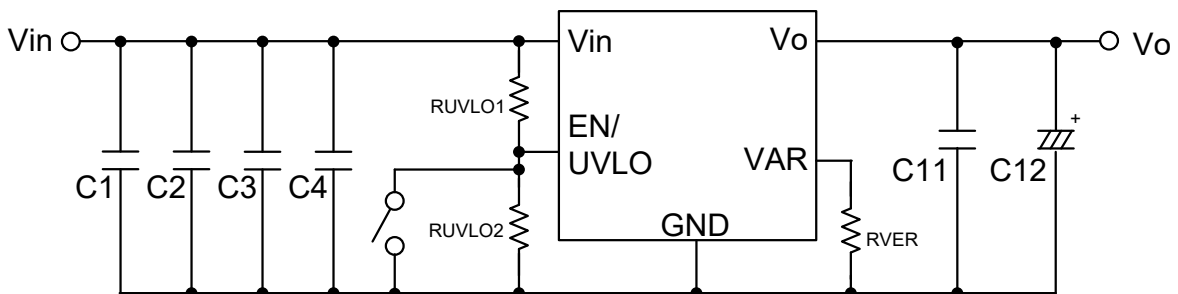 Vin
Vin
Vo
Vo
RUVLO1
EN/
UVLO
VAR
C1
C2
C3
C4
C11
C12
+
RUVLO2
GND
RVER